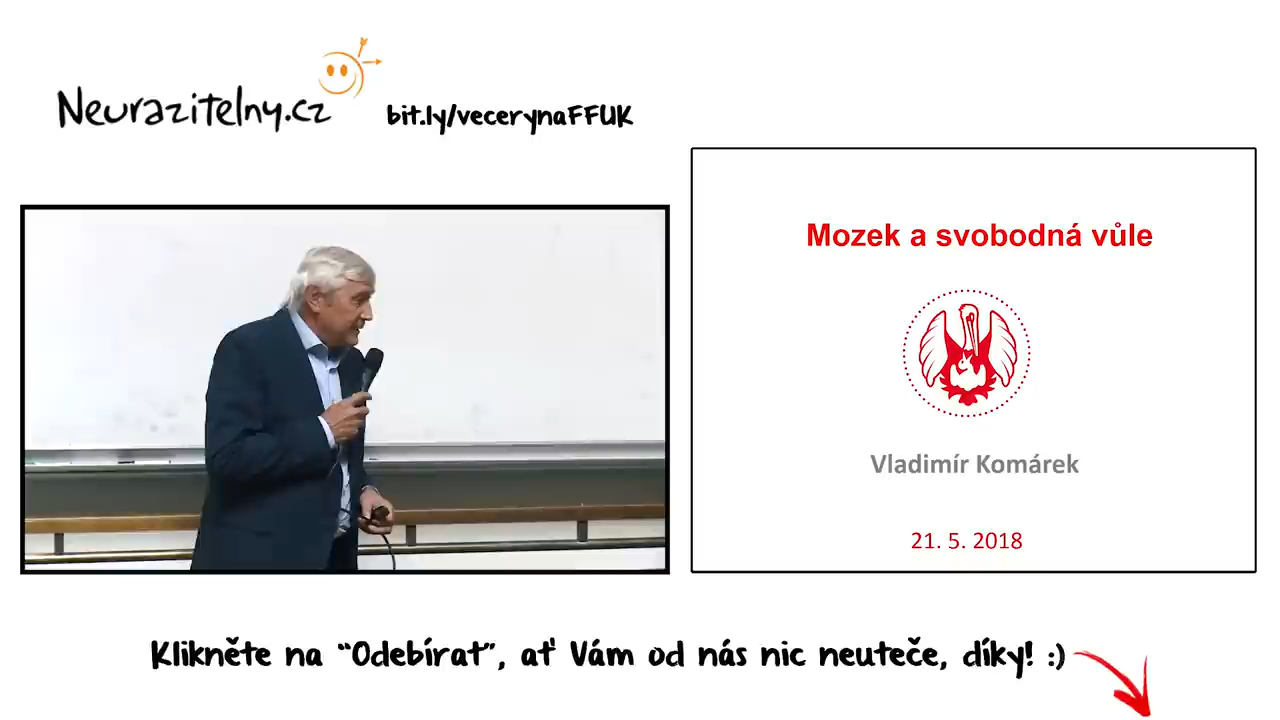 Neurazitelny.cz
bit.ly/vecerynaFFUK
Mozek a svobodná vůle
Vladimír Komárek
21. 5. 2018
Klikněte na “Odebírat”, ať Vám od nás nic neuteče, díky! :)